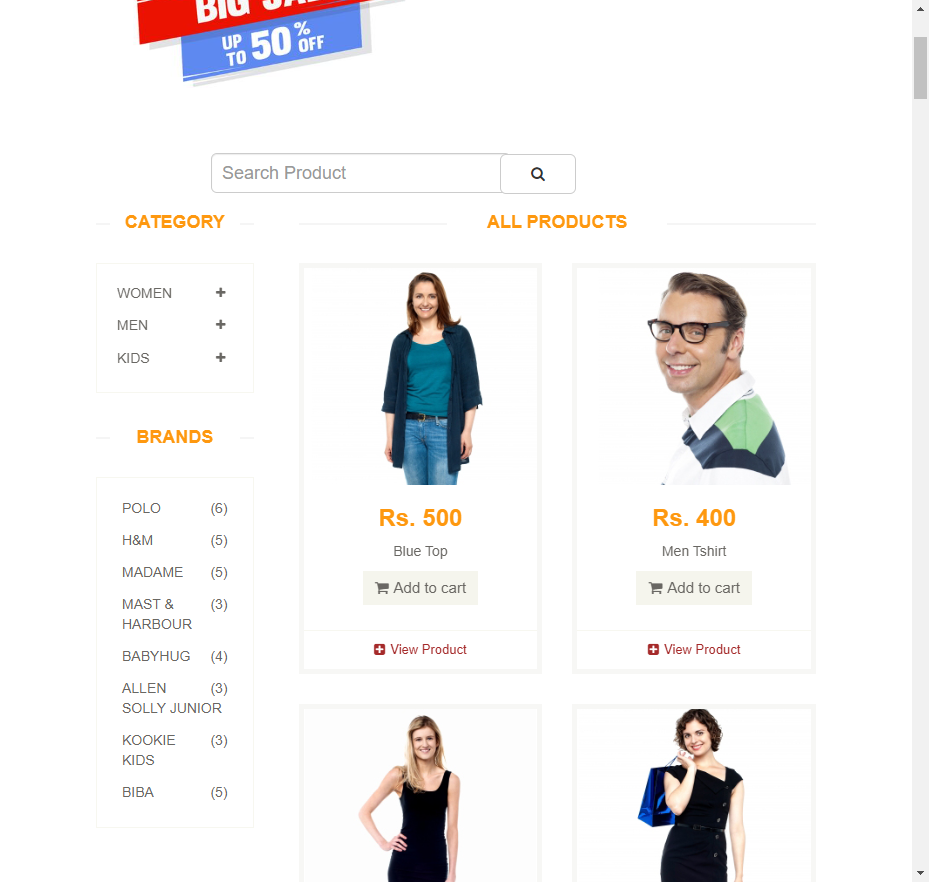 BIG SAL
UP TO 50% OFF
Search Product
CATEGORY
WOMEN
MEN
KIDS
BRANDS
POLO (6)
H&M (5)
MADAME (5)
MAST & (3)
HARBOUR
BABYHUG (4)
ALLEN (3)
SOLLY JUNIOR
KOOKIE (3)
KIDS
BIBA (5)
ALL PRODUCTS
Rs. 500
Blue Top
Add to cart
View Product
Rs. 400
Men Tshirt
Add to cart
View Product